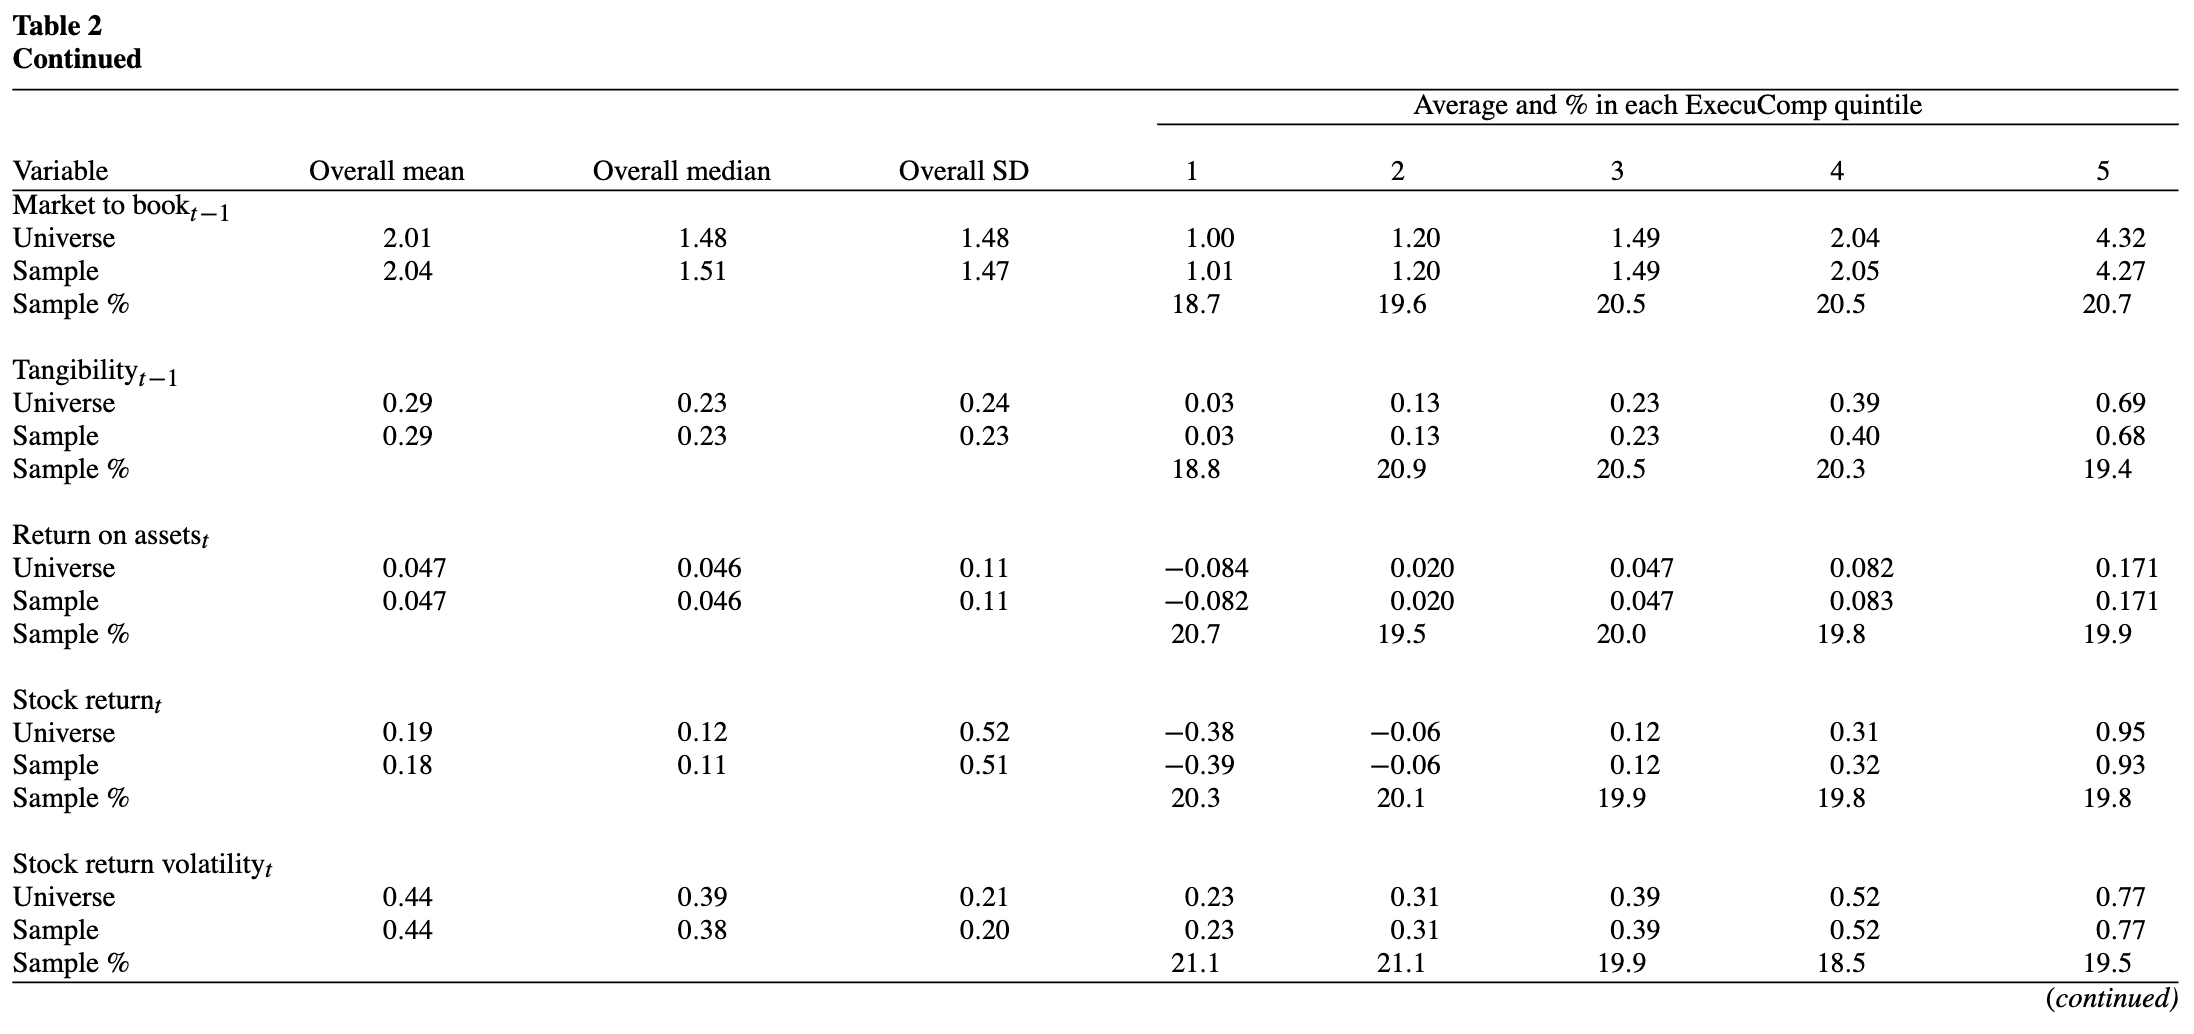 Table 2
Continued
Average and % in each ExecuComp quintile
Variable Overall mean Overall median Overall SD 1 2 3 4 5
Market to book t−1
Universe 2.01 1.48 1.48 1.00 1.20 1.49 2.04 4.32
Sample 2.04 1.51 1.47 1.01 1.20 1.49 2.05 4.27
Sample % 18.7 19.6 20.5 20.5 20.7
Tangibility t−1
Universe 0.29 0.23 0.24 0.03 0.13 0.23 0.39 0.69
Sample 0.29 0.23 0.23 0.03 0.13 0.23 0.40 0.68
Sample % 18.8 20.9 20.5 20.3 19.4
Return on assets t
Universe 0.047 0.046 0.11 −0.084 0.020 0.047 0.082 0.171
Sample 0.047 0.046 0.11 −0.082 0.020 0.047 0.083 0.171
Sample % 20.7 19.5 20.0 19.8 19.9
Stock return t
Universe 0.19 0.12 0.52 −0.38 −0.06 0.12 0.31 0.95
Sample 0.18 0.11 0.51 −0.39 −0.06 0.12 0.32 0.93
Sample % 20.3 20.1 19.9 19.8 19.8
Stock return volatility t
Universe 0.44 0.39 0.21 0.23 0.31 0.39 0.52 0.77
Sample 0.44 0.38 0.20 0.23 0.31 0.39 0.52 0.77
Sample % 21.1 21.1 19.9 18.5 19.5
(continued)